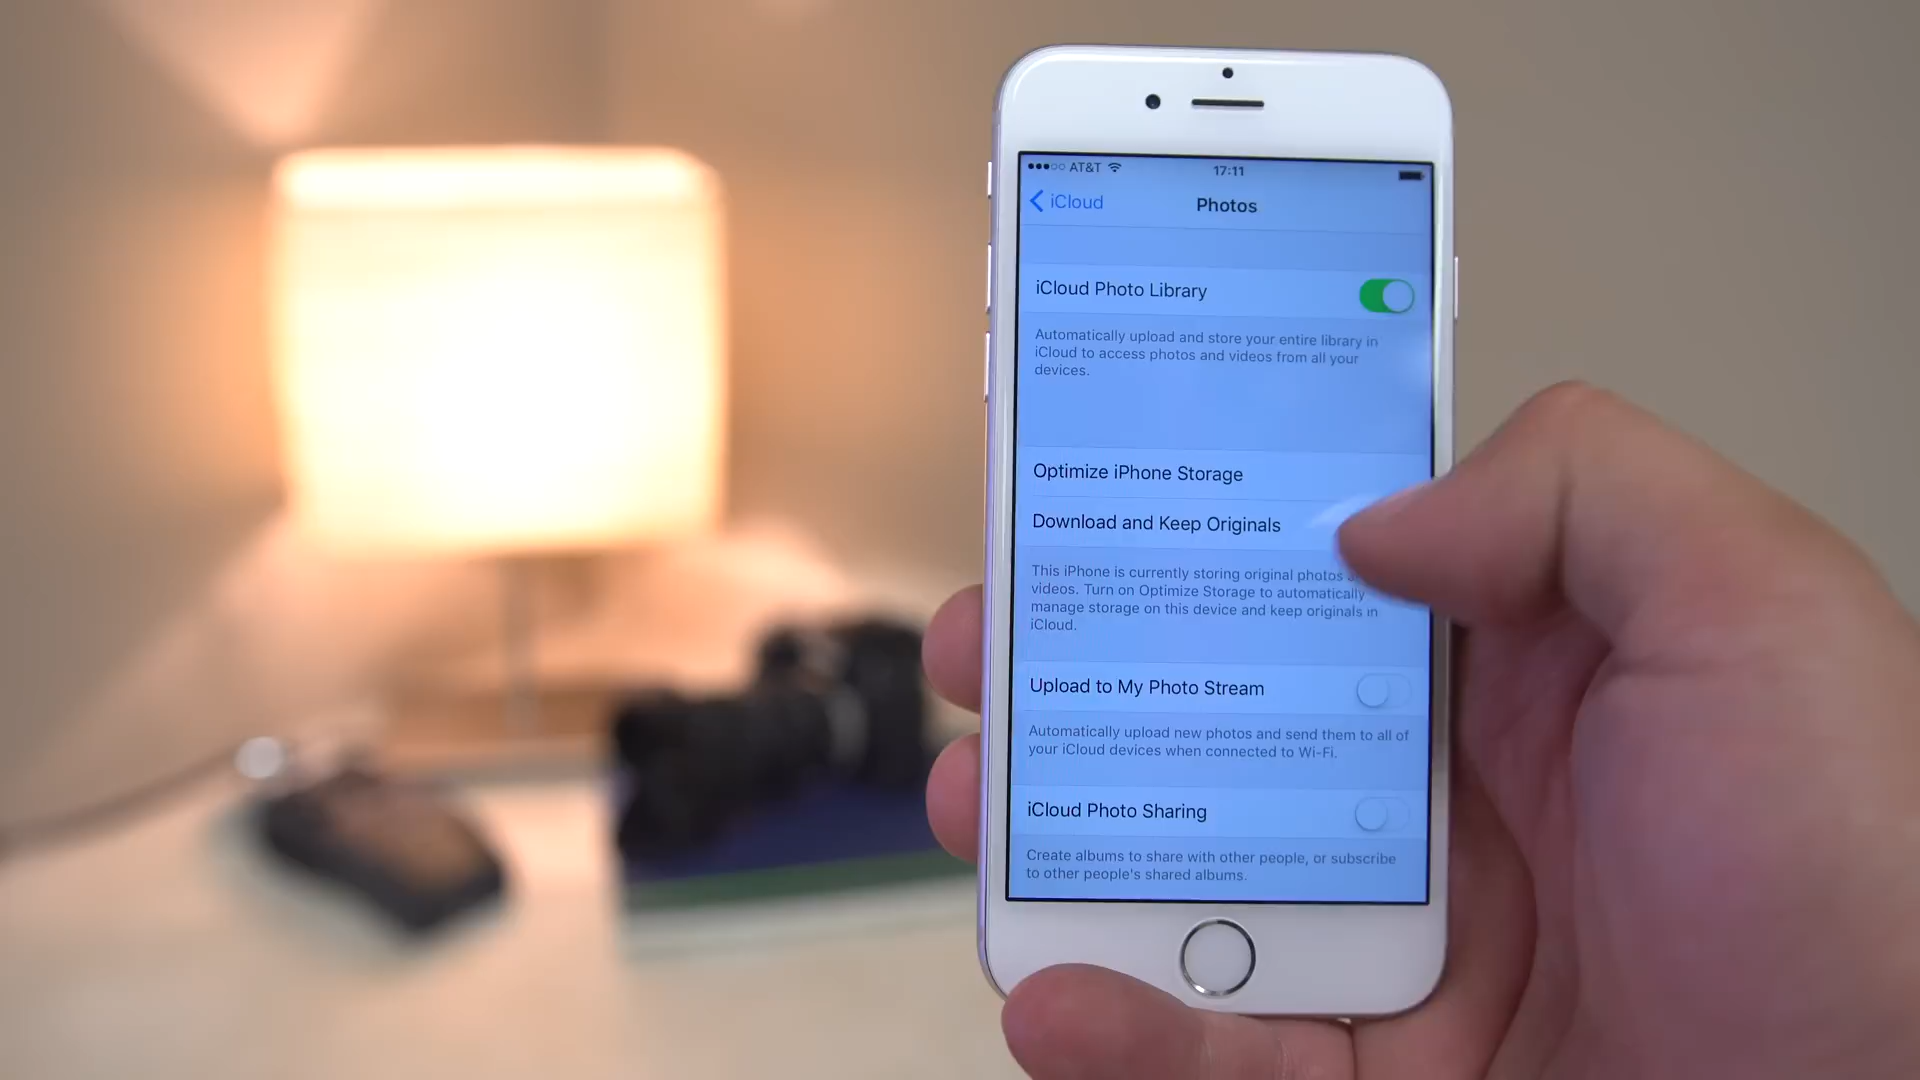 AT&T 17:11
iCloud Photos
iCloud Photo Library
Automatically upload and store your entire library in
iCloud to access photos and videos from all your
devices.
Optimize iPhone Storage
Download and Keep Originals
This iPhone is currently storing original photos
videos. Turn on Optimize Storage to automatically
manage storage on this device and keep originals in
iCloud.
Upload to My Photo Stream
Automatically upload new photos and send them to all of
your iCloud devices when connected to Wi-Fi.
iCloud Photo Sharing
Create albums to share with other people, or subscribe
to other people's shared albums.